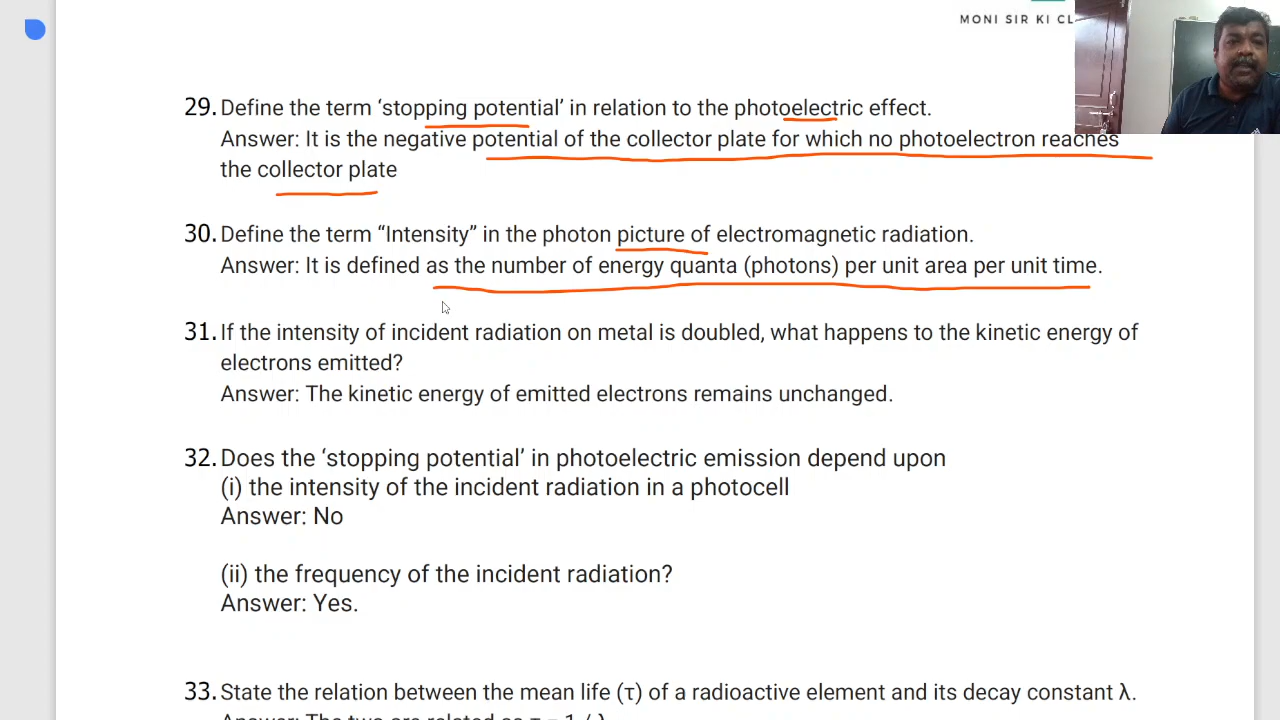 MONI SIR KI CL
29. Define the term ‘stopping potential’ in relation to the photoelectric effect.
Answer: It is the negative potential of the collector plate for which no photoelectron reaches
the collector plate
30. Define the term “Intensity” in the photon picture of electromagnetic radiation.
Answer: It is defined as the number of energy quanta (photons) per unit area per unit time.
31. If the intensity of incident radiation on metal is doubled, what happens to the kinetic energy of
electrons emitted?
Answer: The kinetic energy of emitted electrons remains unchanged.
32. Does the ‘stopping potential’ in photoelectric emission depend upon
(i) the intensity of the incident radiation in a photocell
Answer: No
(ii) the frequency of the incident radiation?
Answer: Yes.
33. State the relation between the mean life (τ) of a radioactive element and its decay constant λ.
Answer: The two are related as τ = 1 / λ